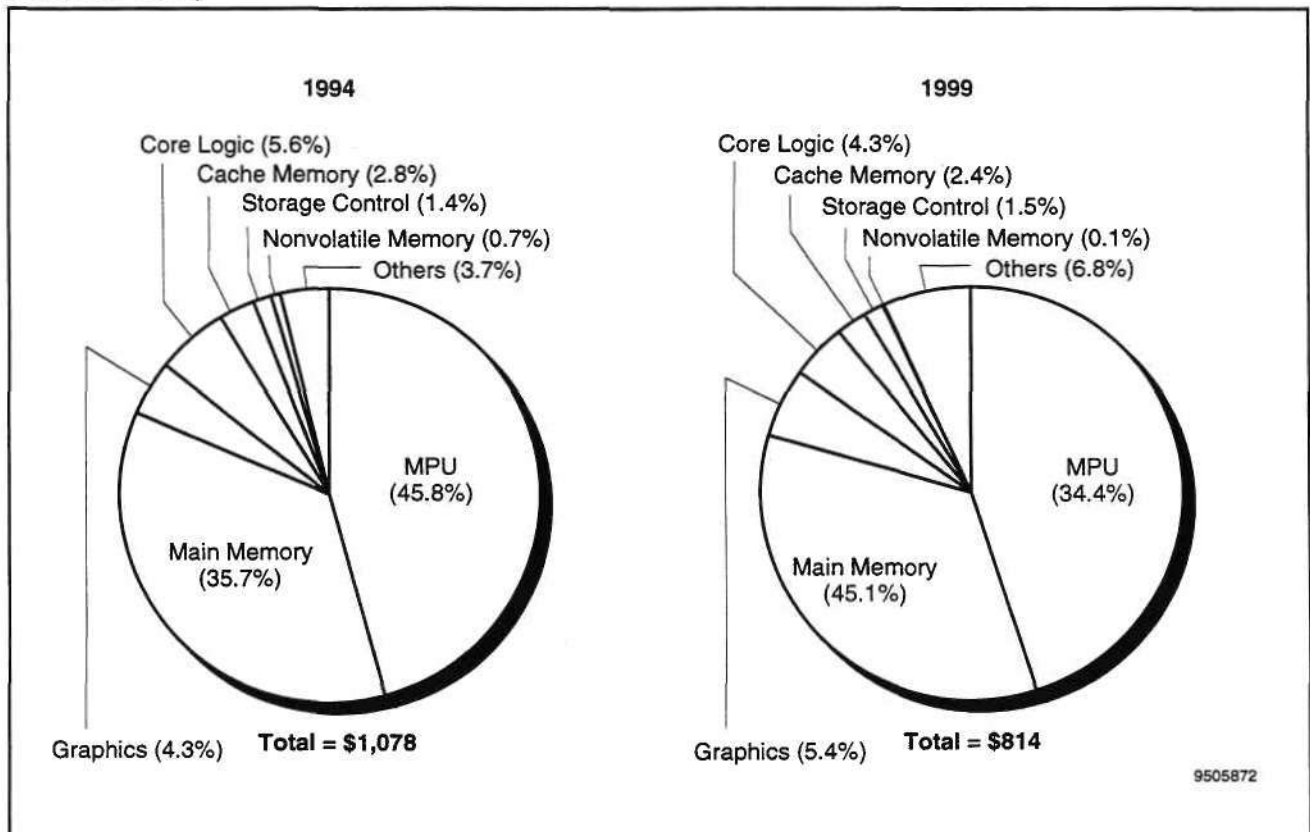 1994
Core Logic (5.6%)
Cache Memory (2.8%)
Storage Control (1.4%)
Nonvolatile Memory (0.7%)
Others (3.7%)
MPU
(45.8%)
Main Memory
(35.7%)
Graphics (4.3%)
Total = $1,078
1999
Core Logic (4.3%)
Cache Memory (2.4%)
Storage Control (1.5%)
Nonvolatile Memory (0.1%)
Others (6.8%)
MPU
(34.4%)
Main Memory
(45.1%)
Graphics (5.4%)
Total = $814
9505872